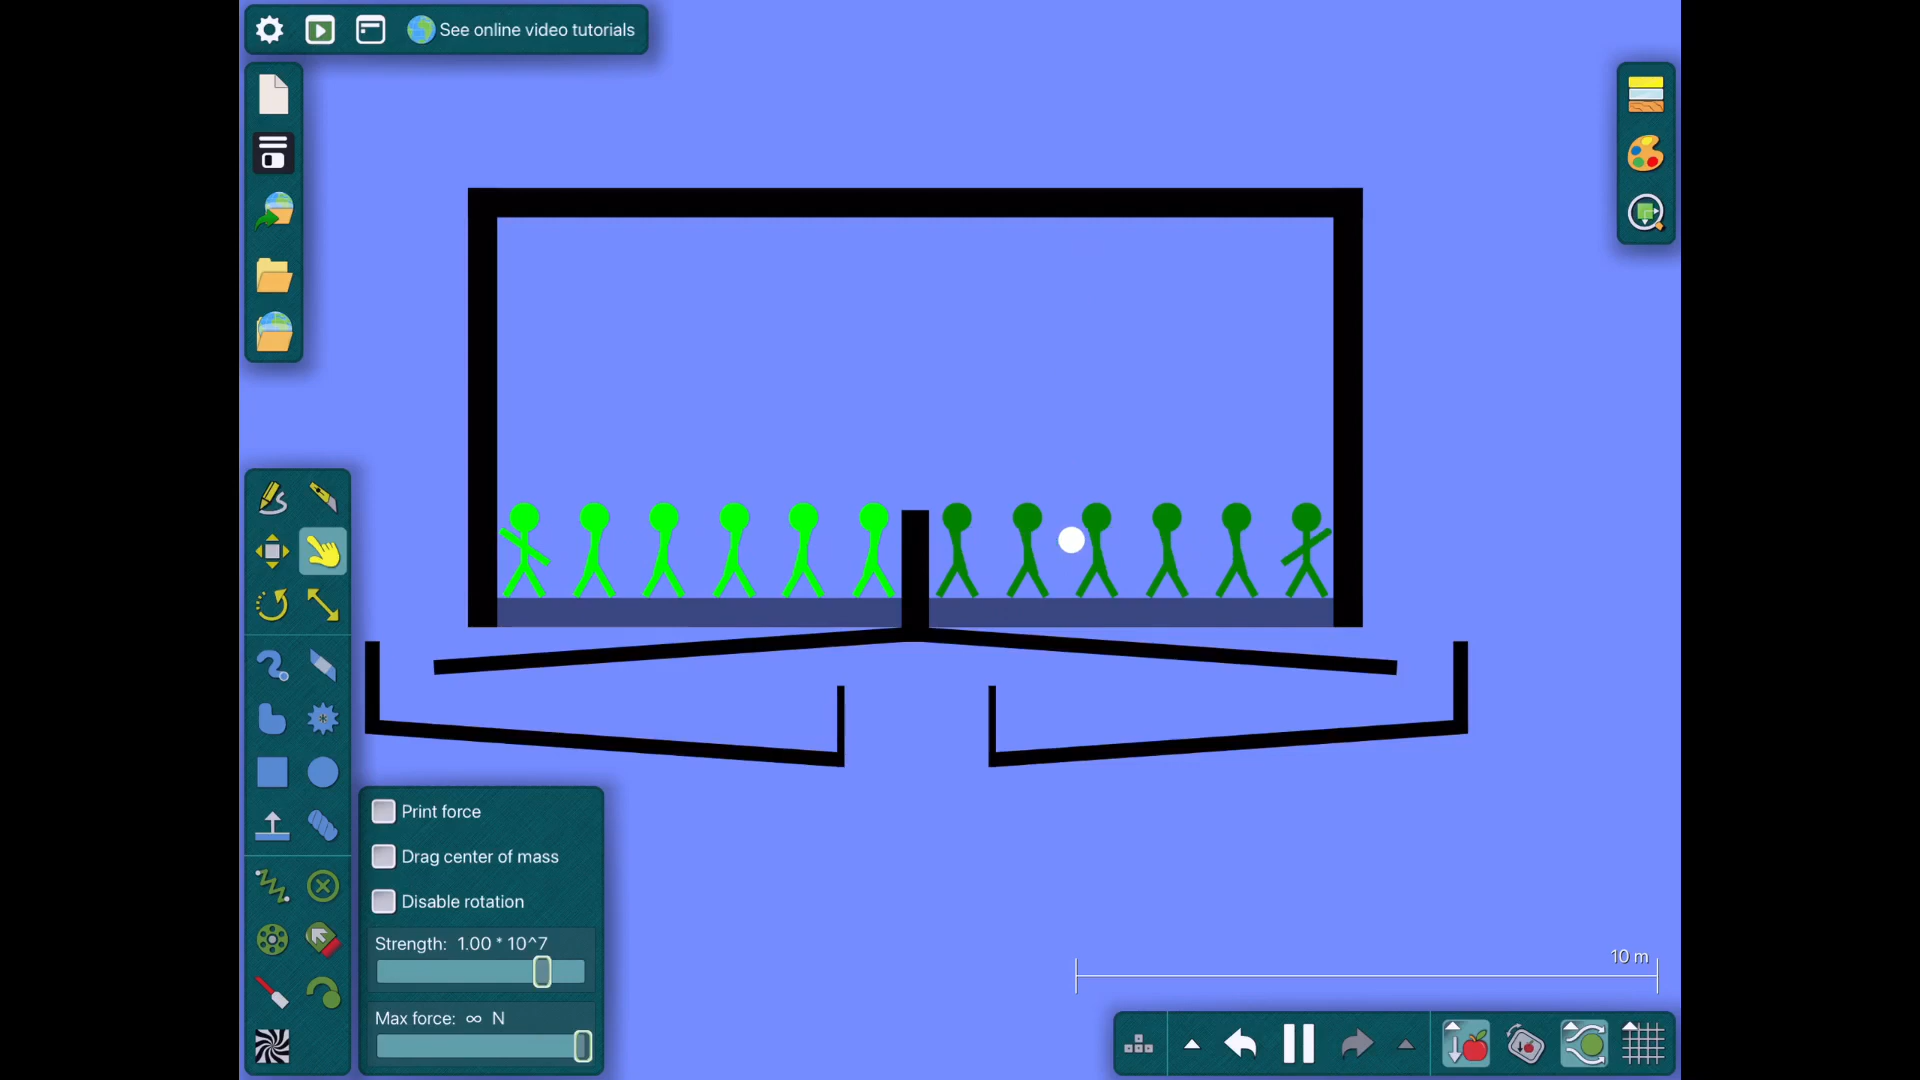 See online video tutorials
Print force
Drag center of mass
Disable rotation
Strength: 1.00 * 10^7
Max force: ∞ N
10 m